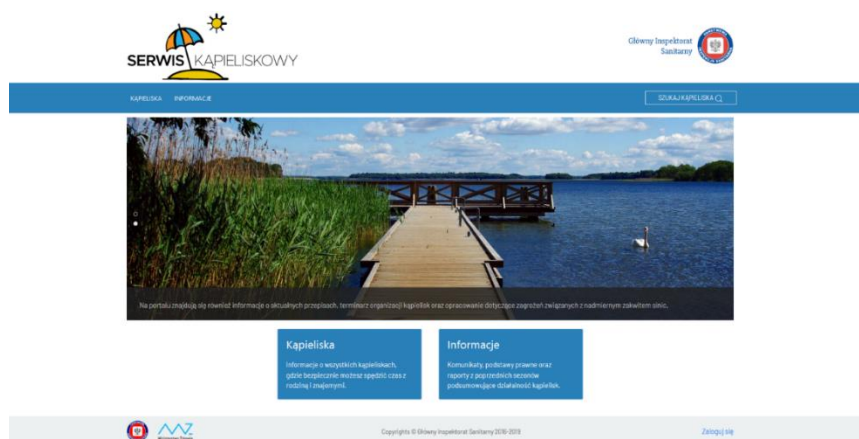 SERWIS KĄPIELISKOWY
Główny Inspektorat
Sanitarny
KĄPIELISKA INFORMACJE
SZUKAJ KĄPIELISKA
Na portalu znajdują się również informacje o aktualnych przepisach, terminarz organizacji kąpielisk oraz opracowanie dotyczące zagrożeń związanych z nadmiernym zakwitem sinic.
Kąpieliska
Informacje o wszystkich kąpieliskach,
gdzie bezpiecznie możesz spędzić czas z
rodziną i znajomymi.
Informacje
Komunikaty, podstawy prawne oraz
raporty z poprzednich sezonów
podsumowujące działalność kąpielisk.
Copyrights © Główny Inspektorat Sanitarny 2016-2019
Zaloguj się